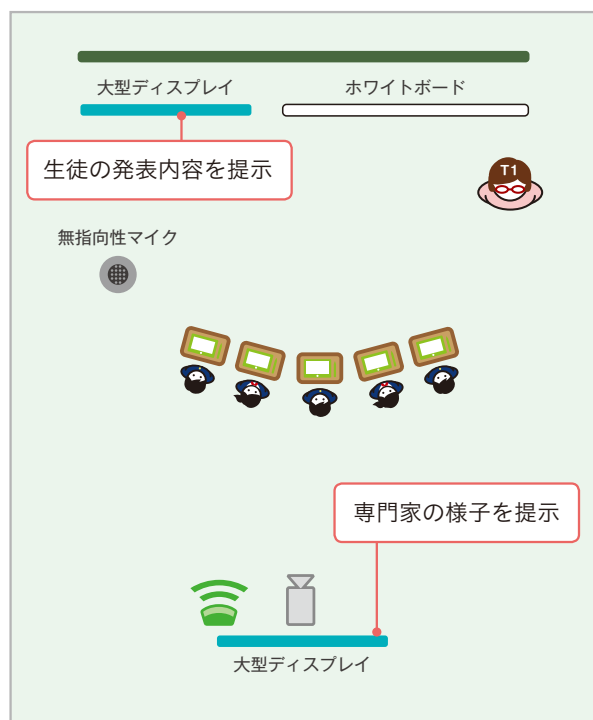 大型ディスプレイ
ホワイトボード
生徒の発表内容を提示
T1
無指向性マイク
専門家の様子を提示
大型ディスプレイ